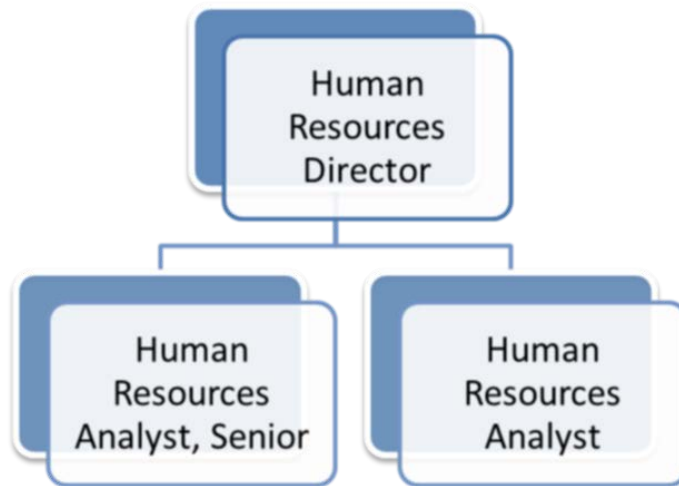 Human
Resources
Director
Human
Resources
Analyst, Senior
Human
Resources
Analyst